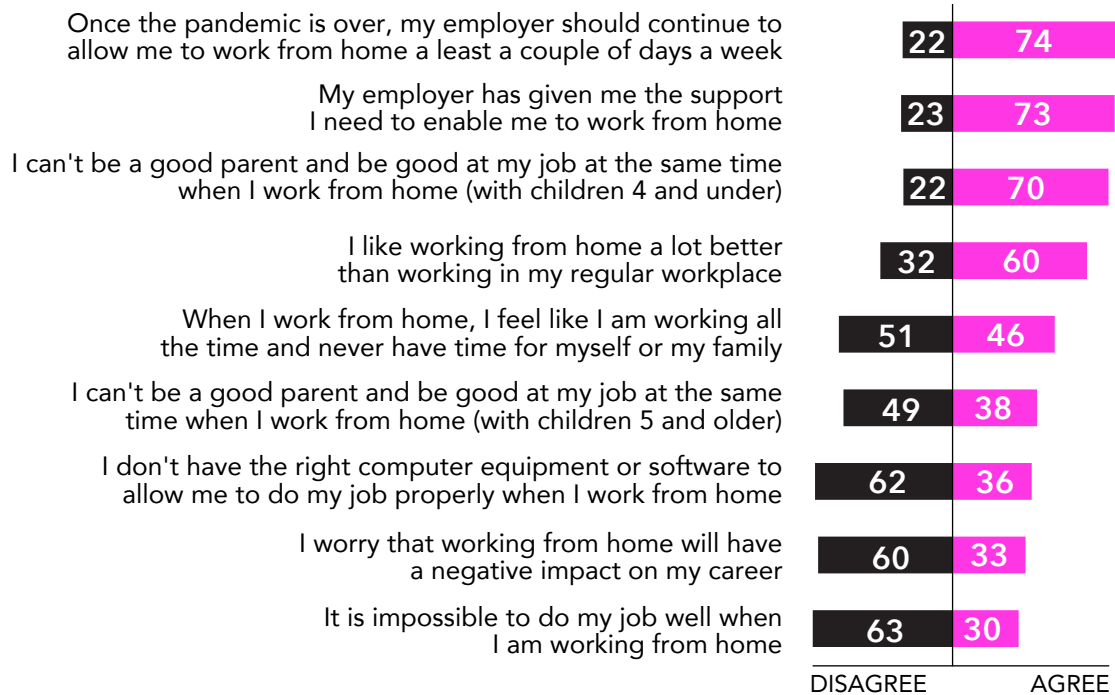 Once the pandemic is over, my employer should continue to
allow me to work from home a least a couple of days a week
22 74
My employer has given me the support
I need to enable me to work from home
23 73
I can't be a good parent and be good at my job at the same time
when I work from home (with children 4 and under)
22 70
I like working from home a lot better
than working in my regular workplace
32 60
When I work from home, I feel like I am working all
the time and never have time for myself or my family
51 46
I can't be a good parent and be good at my job at the same
time when I work from home (with children 5 and older)
49 38
I don't have the right computer equipment or software to
allow me to do my job properly when I work from home
62 36
I worry that working from home will have
a negative impact on my career
60 33
It is impossible to do my job well when
I am working from home
63 30
DISAGREE AGREE